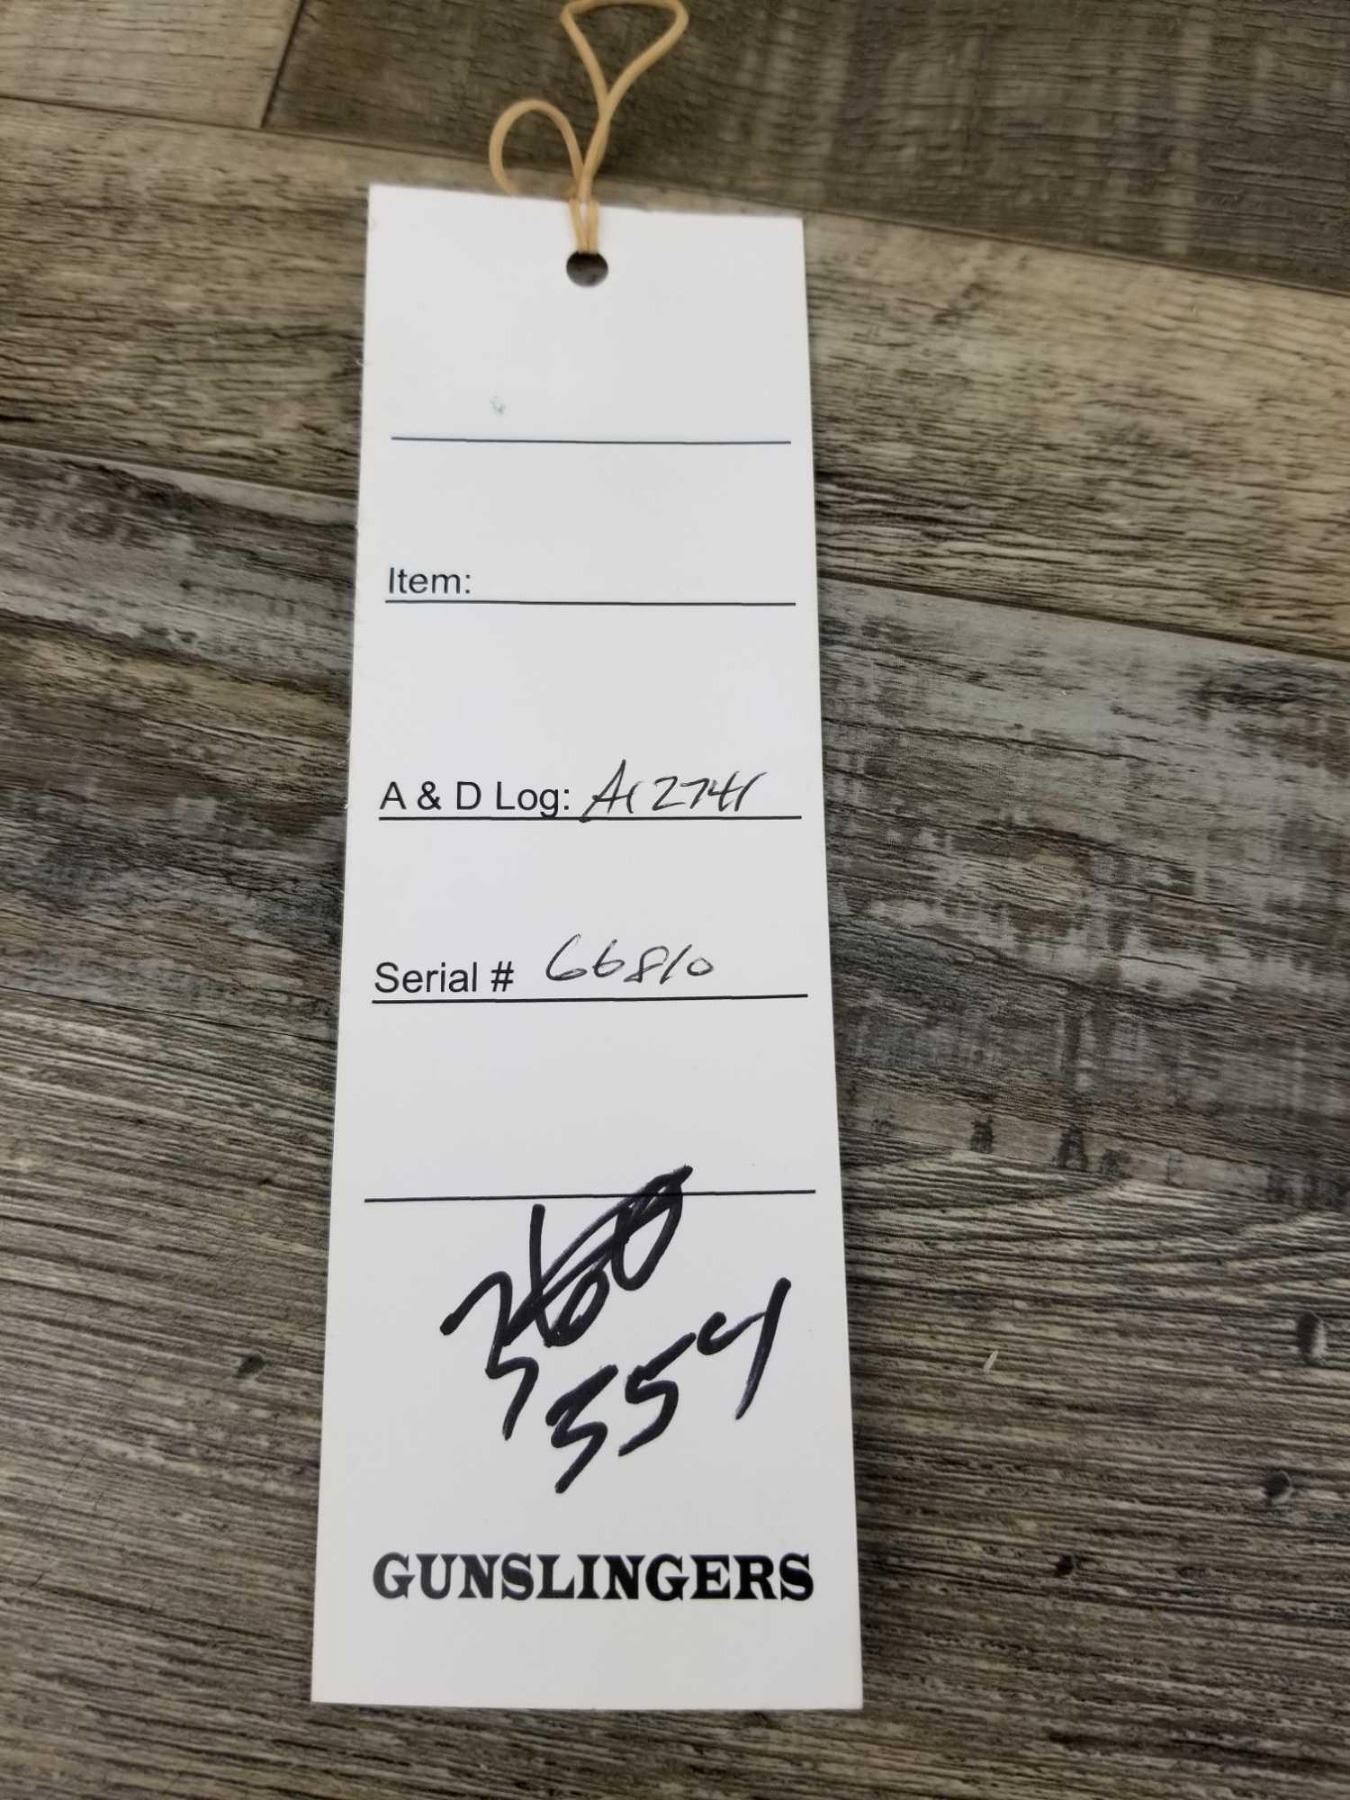 Item:
A & D Log: A12741
Serial # 66810
354
GUNSLINGERS